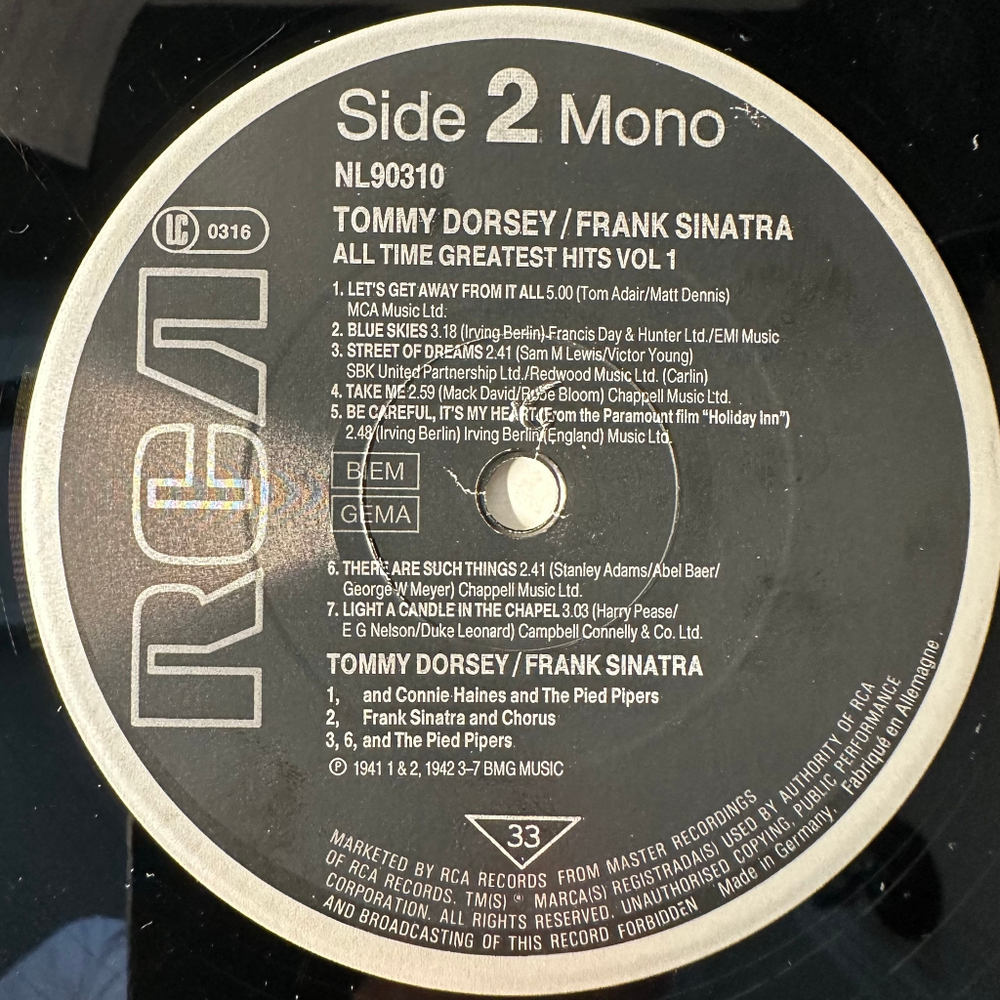 Side 2 Mono
NL90310
LC 0316
TOMMY DORSEY / FRANK SINATRA
ALL TIME GREATEST HITS VOL 1
1. LET'S GET AWAY FROM IT ALL 5.00 (Tom Adair/Matt Dennis)
MCA Music Ltd.
2. BLUE SKIES 3.18 (Irving Berlin) Francis Day & Hunter Ltd./EMI Music
3. STREET OF DREAMS 2.41 (Sam M Lewis/Victor Young)
SBK United Partnership Ltd./Redwood Music Ltd. (Carlin)
4. TAKE ME 2.59 (Mack David/Rube Bloom) Chappell Music Ltd.
5. BE CAREFUL, IT'S MY HEART (From the Paramount film "Holiday Inn")
2.48 (Irving Berlin) Irving Berlin (England) Music Ltd.
RCA
BIEM
GEMA
6. THERE ARE SUCH THINGS 2.41 (Stanley Adams/Abel Baer/
George W Meyer) Chappell Music Ltd.
7. LIGHT A CANDLE IN THE CHAPEL 3.03 (Harry Pease/
E G Nelson/Duke Leonard) Campbell Connelly & Co. Ltd.
TOMMY DORSEY / FRANK SINATRA
1, and Connie Haines and The Pied Pipers
2, Frank Sinatra and Chorus
3, 6, and The Pied Pipers
℗ 1941 1 & 2, 1942 3–7 BMG MUSIC
33
MARKETED BY RCA RECORDS FROM MASTER RECORDINGS
OF RCA RECORDS. TM(S) ® MARCA(S) REGISTRADA(S) USED BY AUTHORITY OF RCA
CORPORATION. ALL RIGHTS RESERVED. UNAUTHORISED COPYING, PUBLIC PERFORMANCE
AND BROADCASTING OF THIS RECORD FORBIDDEN Made in Germany. Fabriqué en Allemagne